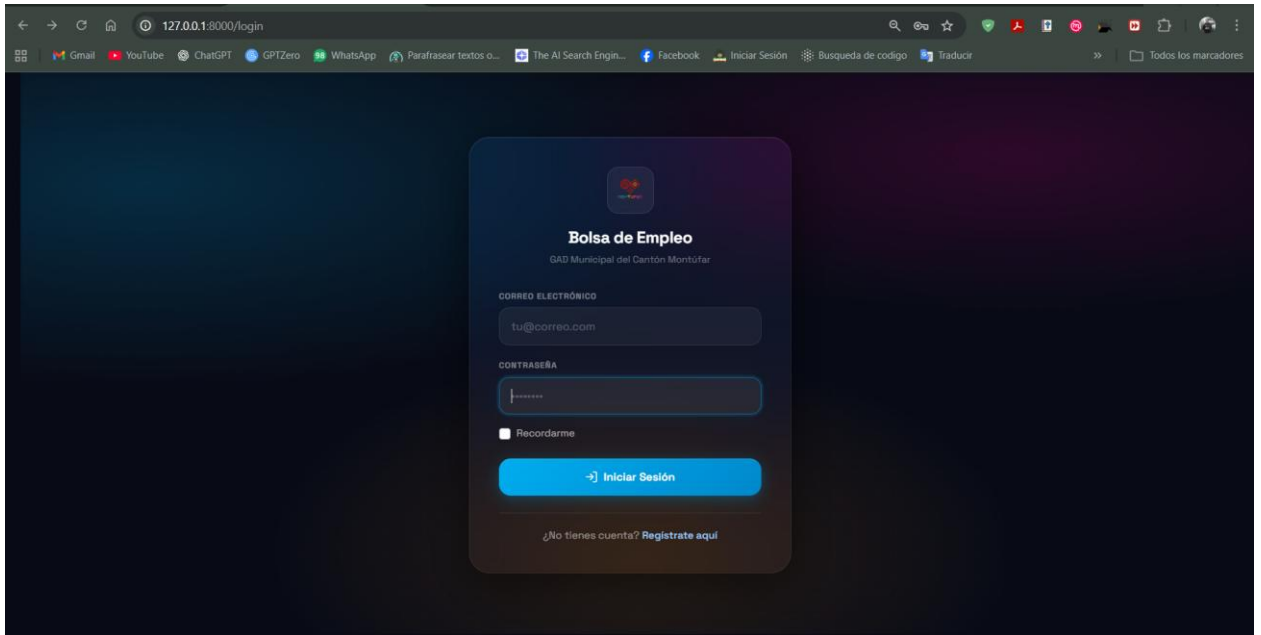 127.0.0.1:8000/login
Gmail
YouTube
ChatGPT
GPTZero
98
WhatsApp
Parafrasear textos o...
The AI Search Engin...
Facebook
Iniciar Sesión
Busqueda de codigo
Traducir
»
Todos los marcadores
Bolsa de Empleo
GAD Municipal del Cantón Montúfar
CORREO ELECTRÓNICO
tu@correo.com
CONTRASEÑA
••••••••
Recordarme
Iniciar Sesión
¿No tienes cuenta? Regístrate aquí